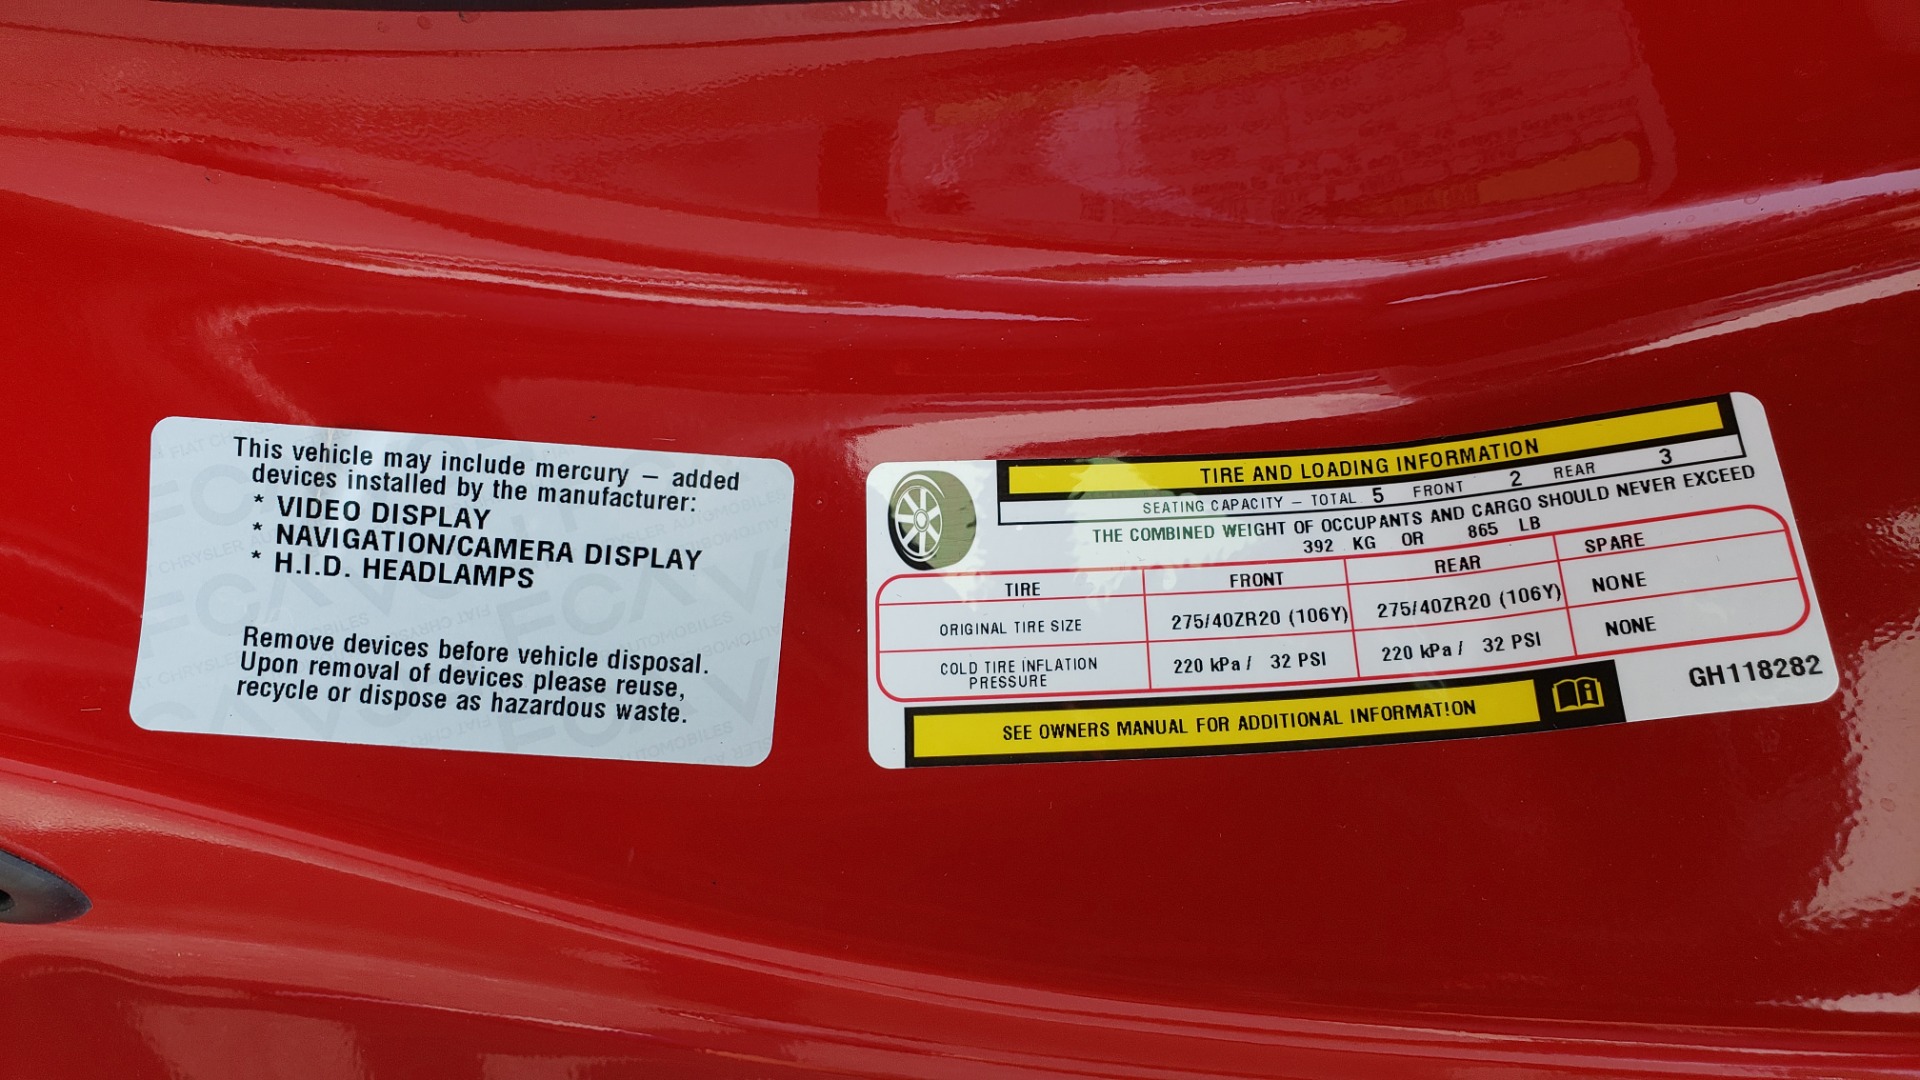 This vehicle may include mercury – added
devices installed by the manufacturer:
* VIDEO DISPLAY
* NAVIGATION/CAMERA DISPLAY
* H.I.D. HEADLAMPS
Remove devices before vehicle disposal.
Upon removal of devices please reuse,
recycle or dispose as hazardous waste.
TIRE AND LOADING INFORMATION
SEATING CAPACITY – TOTAL 5 FRONT 2 REAR 3
THE COMBINED WEIGHT OF OCCUPANTS AND CARGO SHOULD NEVER EXCEED
392 KG OR 865 LB
TIRE FRONT REAR SPARE
ORIGINAL TIRE SIZE 275/40ZR20 (106Y) 275/40ZR20 (106Y) NONE
COLD TIRE INFLATION PRESSURE 220 kPa / 32 PSI 220 kPa / 32 PSI NONE
SEE OWNERS MANUAL FOR ADDITIONAL INFORMATION
GH118282